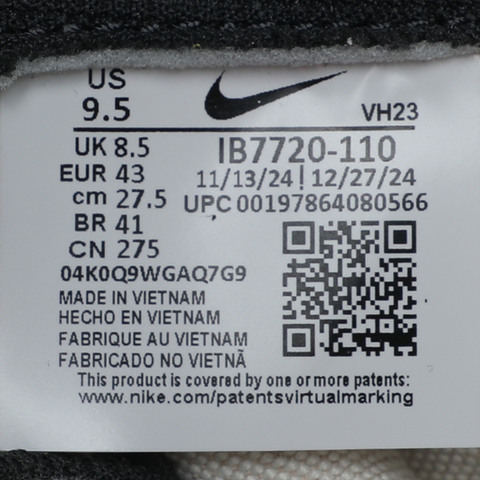 US
9.5
VH23
UK 8.5
IB7720-110
EUR 43
11/13/24 | 12/27/24
cm 27.5
UPC 00197864080566
BR 41
CN 275
04K0Q9WGAQ7G9
MADE IN VIETNAM
HECHO EN VIETNAM
FABRIQUE AU VIETNAM
FABRICADO NO VIETNÃ
This product is covered by one or more patents:
www.nike.com/patentsvirtualmarking